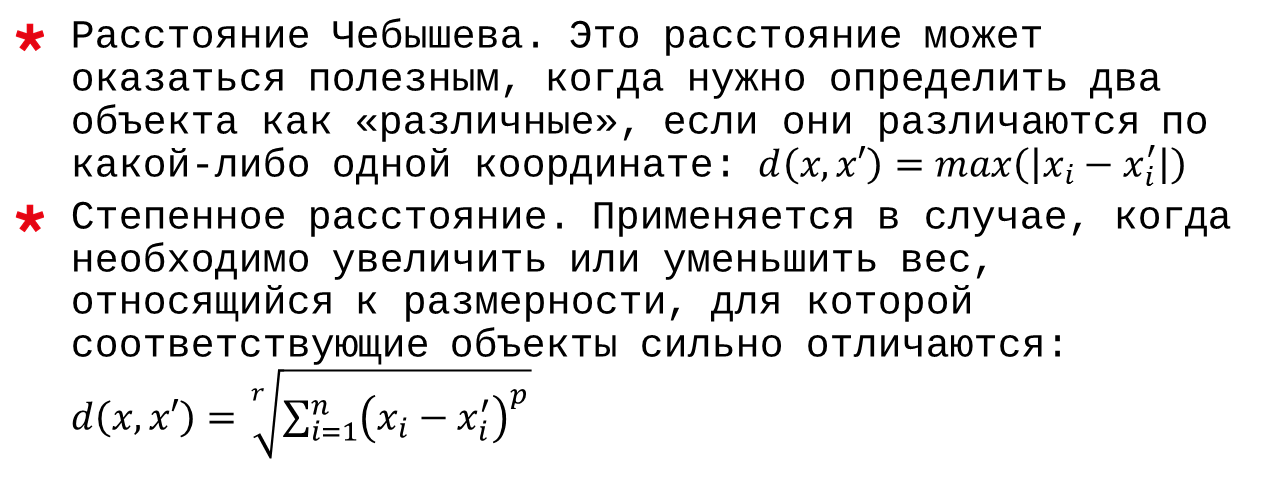 * Расстояние Чебышева. Это расстояние может
оказаться полезным, когда нужно определить два
объекта как «различные», если они различаются по
какой-либо одной координате: d(x, x′) = max(|xᵢ − x′ᵢ|)
* Степенное расстояние. Применяется в случае, когда
необходимо увеличить или уменьшить вес,
относящийся к размерности, для которой
соответствующие объекты сильно отличаются:
d(x, x′) = ʳ√(∑ⁿᵢ₌₁(xᵢ − x′ᵢ)ᵖ)